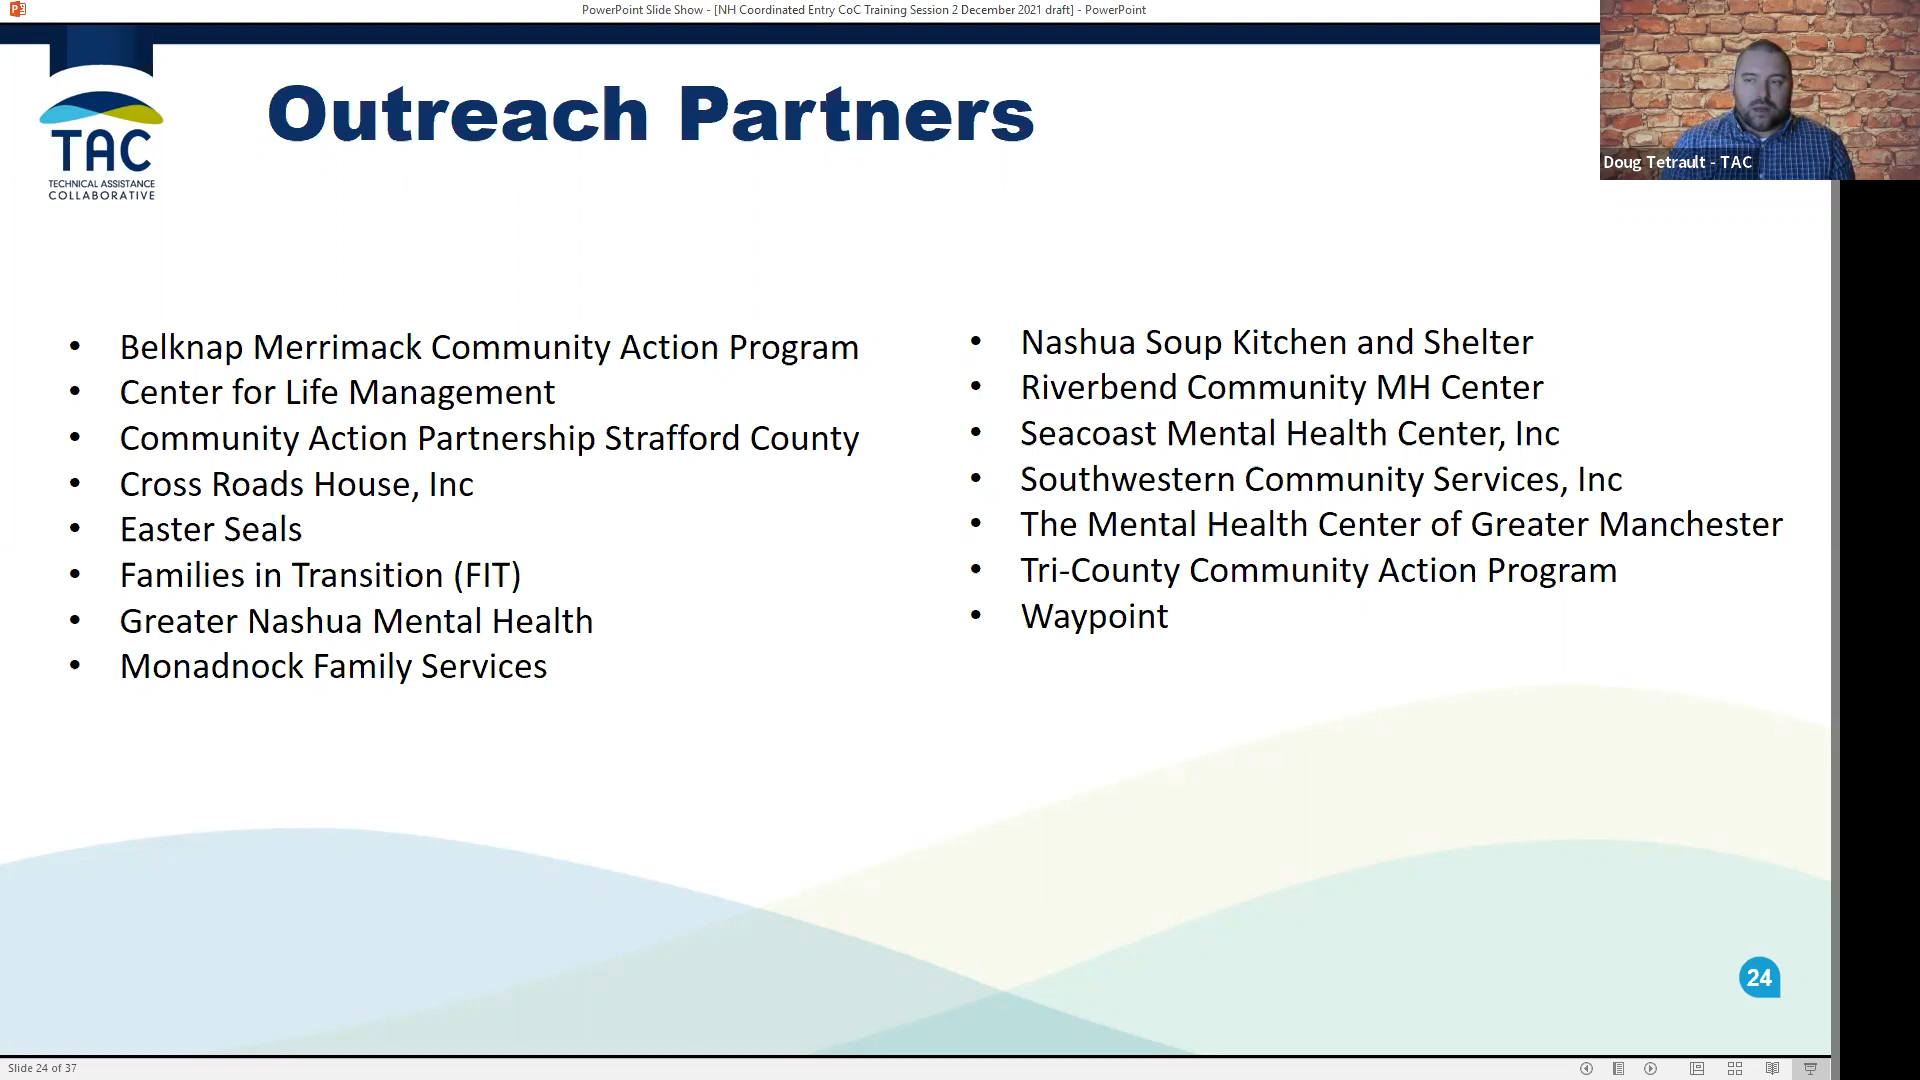 PowerPoint Slide Show - [NH Coordinated Entry CoC Training Session 2 December 2021 draft] - PowerPoint
TAC
TECHNICAL ASSISTANCE
COLLABORATIVE
Outreach Partners
Doug Tetrault - TAC
• Belknap Merrimack Community Action Program
• Center for Life Management
• Community Action Partnership Strafford County
• Cross Roads House, Inc
• Easter Seals
• Families in Transition (FIT)
• Greater Nashua Mental Health
• Monadnock Family Services
• Nashua Soup Kitchen and Shelter
• Riverbend Community MH Center
• Seacoast Mental Health Center, Inc
• Southwestern Community Services, Inc
• The Mental Health Center of Greater Manchester
• Tri-County Community Action Program
• Waypoint
24
Slide 24 of 37